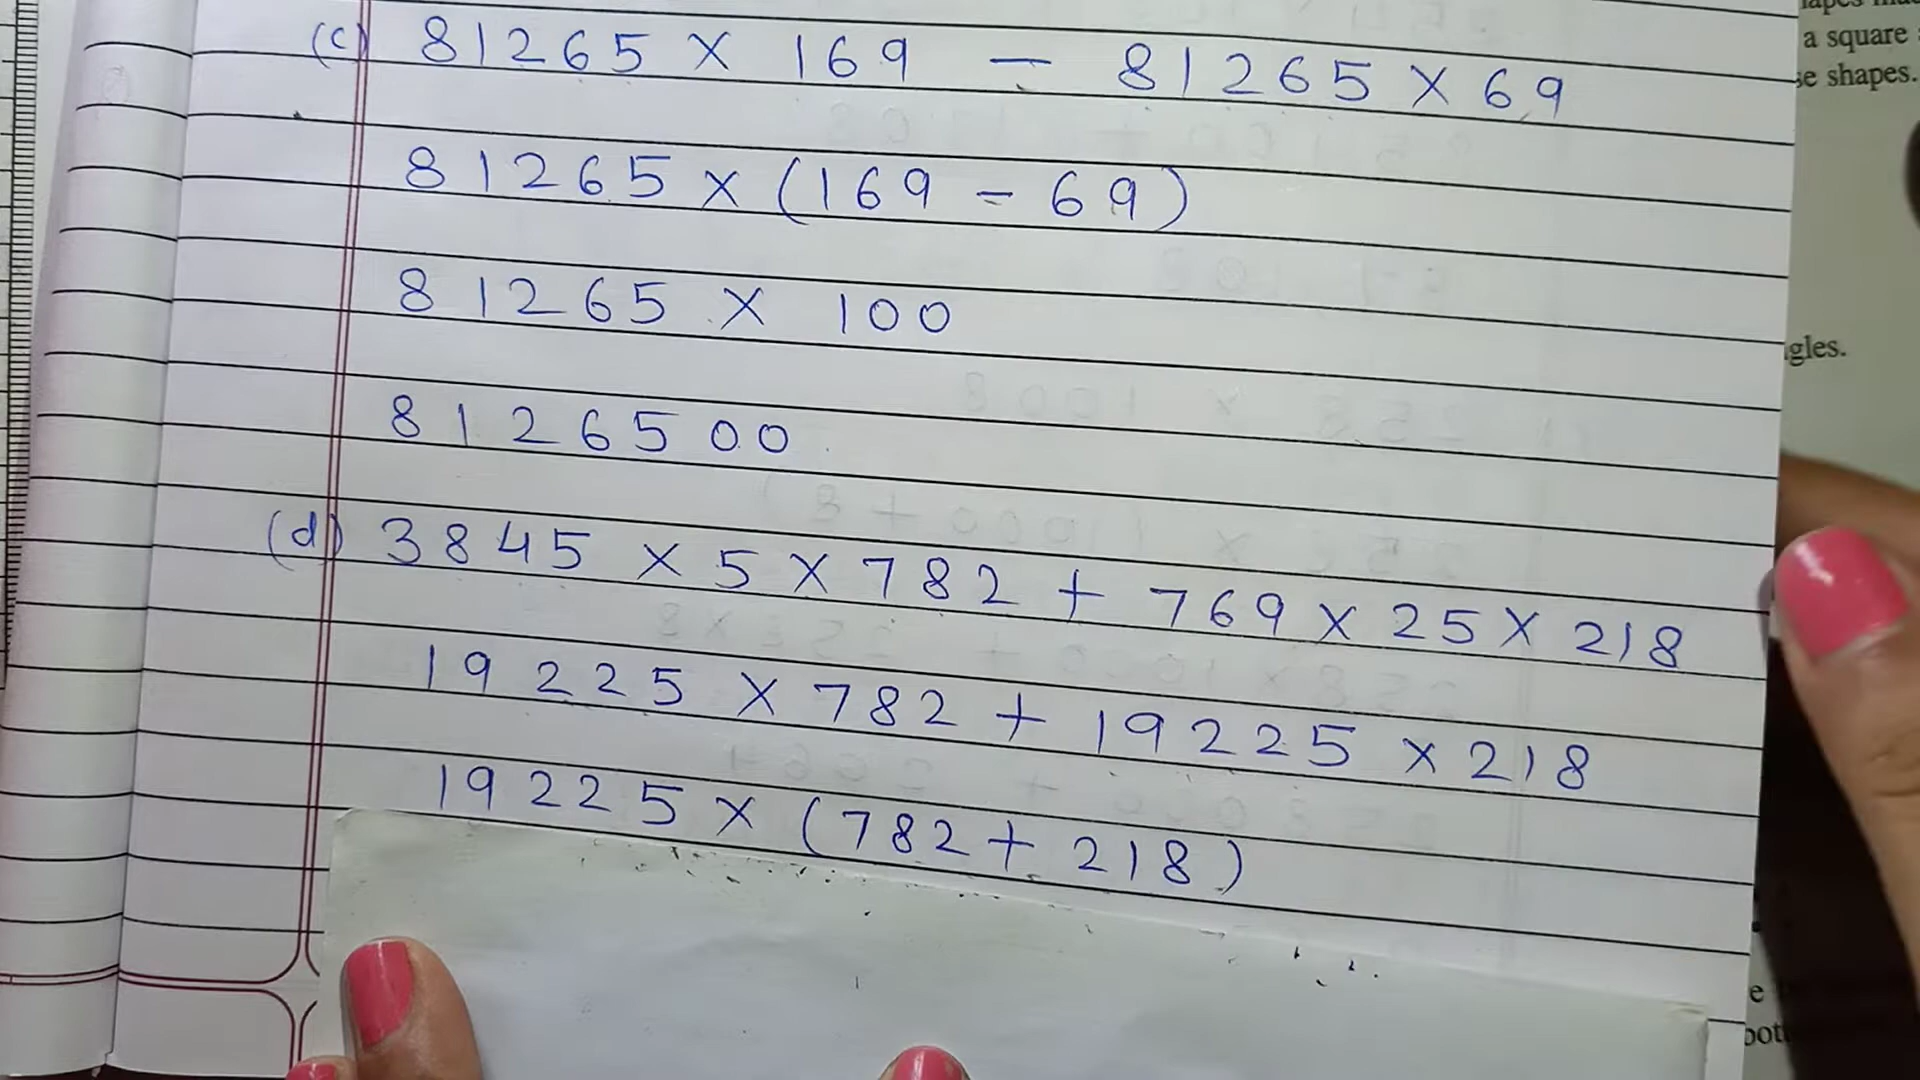 (c) 81265 × 169 - 81265 × 69
81265 × (169 - 69)
81265 × 100
8126500
(d) 3845 × 5 × 782 + 769 × 25 × 218
19225 × 782 + 19225 × 218
19225 × (782 + 218)
a square
se shapes.
gles.